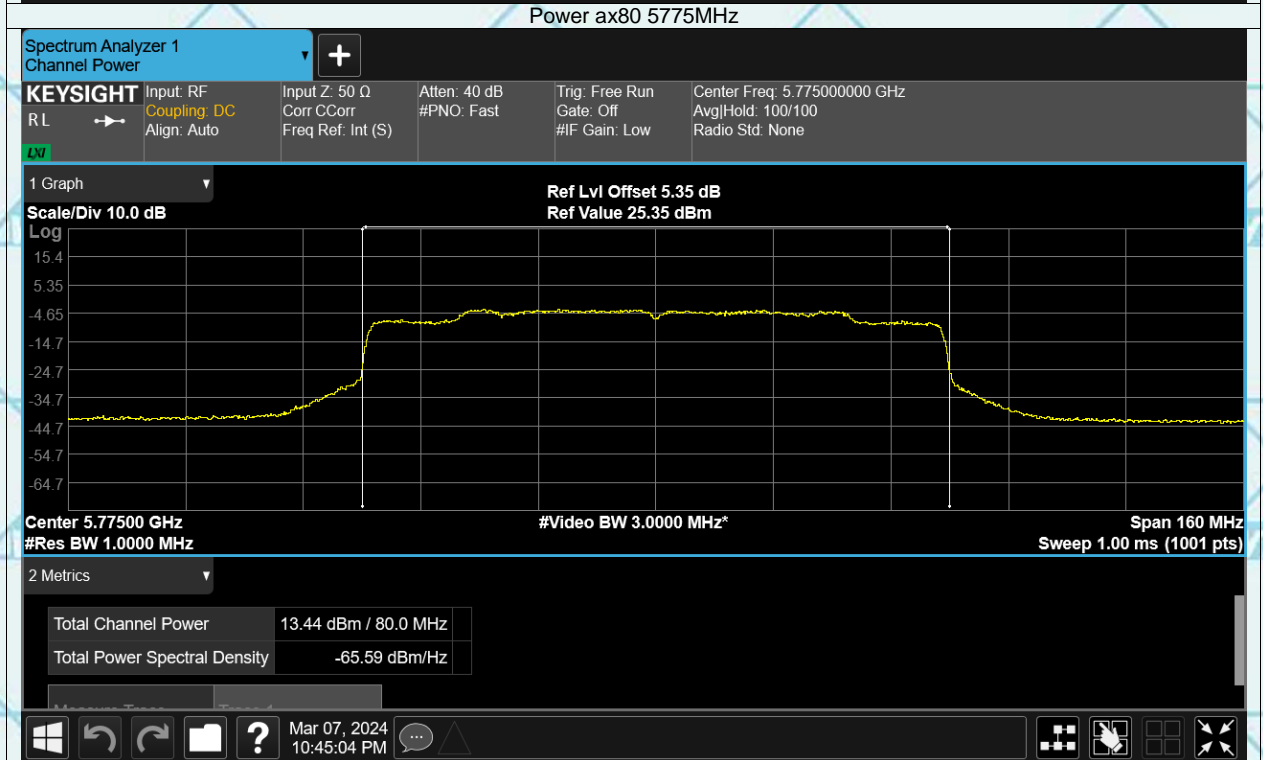 Power ax80 5775MHz
Spectrum Analyzer 1
Channel Power
KEYSIGHT
R L
LXI
Input: RF
Coupling: DC
Align: Auto
Input Z: 50 Ω
Corr CCorr
Freq Ref: Int (S)
Atten: 40 dB
#PNO: Fast
Trig: Free Run
Gate: Off
#IF Gain: Low
Center Freq: 5.775000000 GHz
Avg|Hold: 100/100
Radio Std: None
1 Graph
Scale/Div 10.0 dB
Ref Lvl Offset 5.35 dB
Ref Value 25.35 dBm
Log
15.4
5.35
-4.65
-14.7
-24.7
-34.7
-44.7
-54.7
-64.7
Center 5.77500 GHz
#Res BW 1.0000 MHz
#Video BW 3.0000 MHz*
Span 160 MHz
Sweep 1.00 ms (1001 pts)
2 Metrics
Total Channel Power 13.44 dBm / 80.0 MHz
Total Power Spectral Density -65.59 dBm/Hz
Measure Trace Trace 1
?
Mar 07, 2024
10:45:04 PM